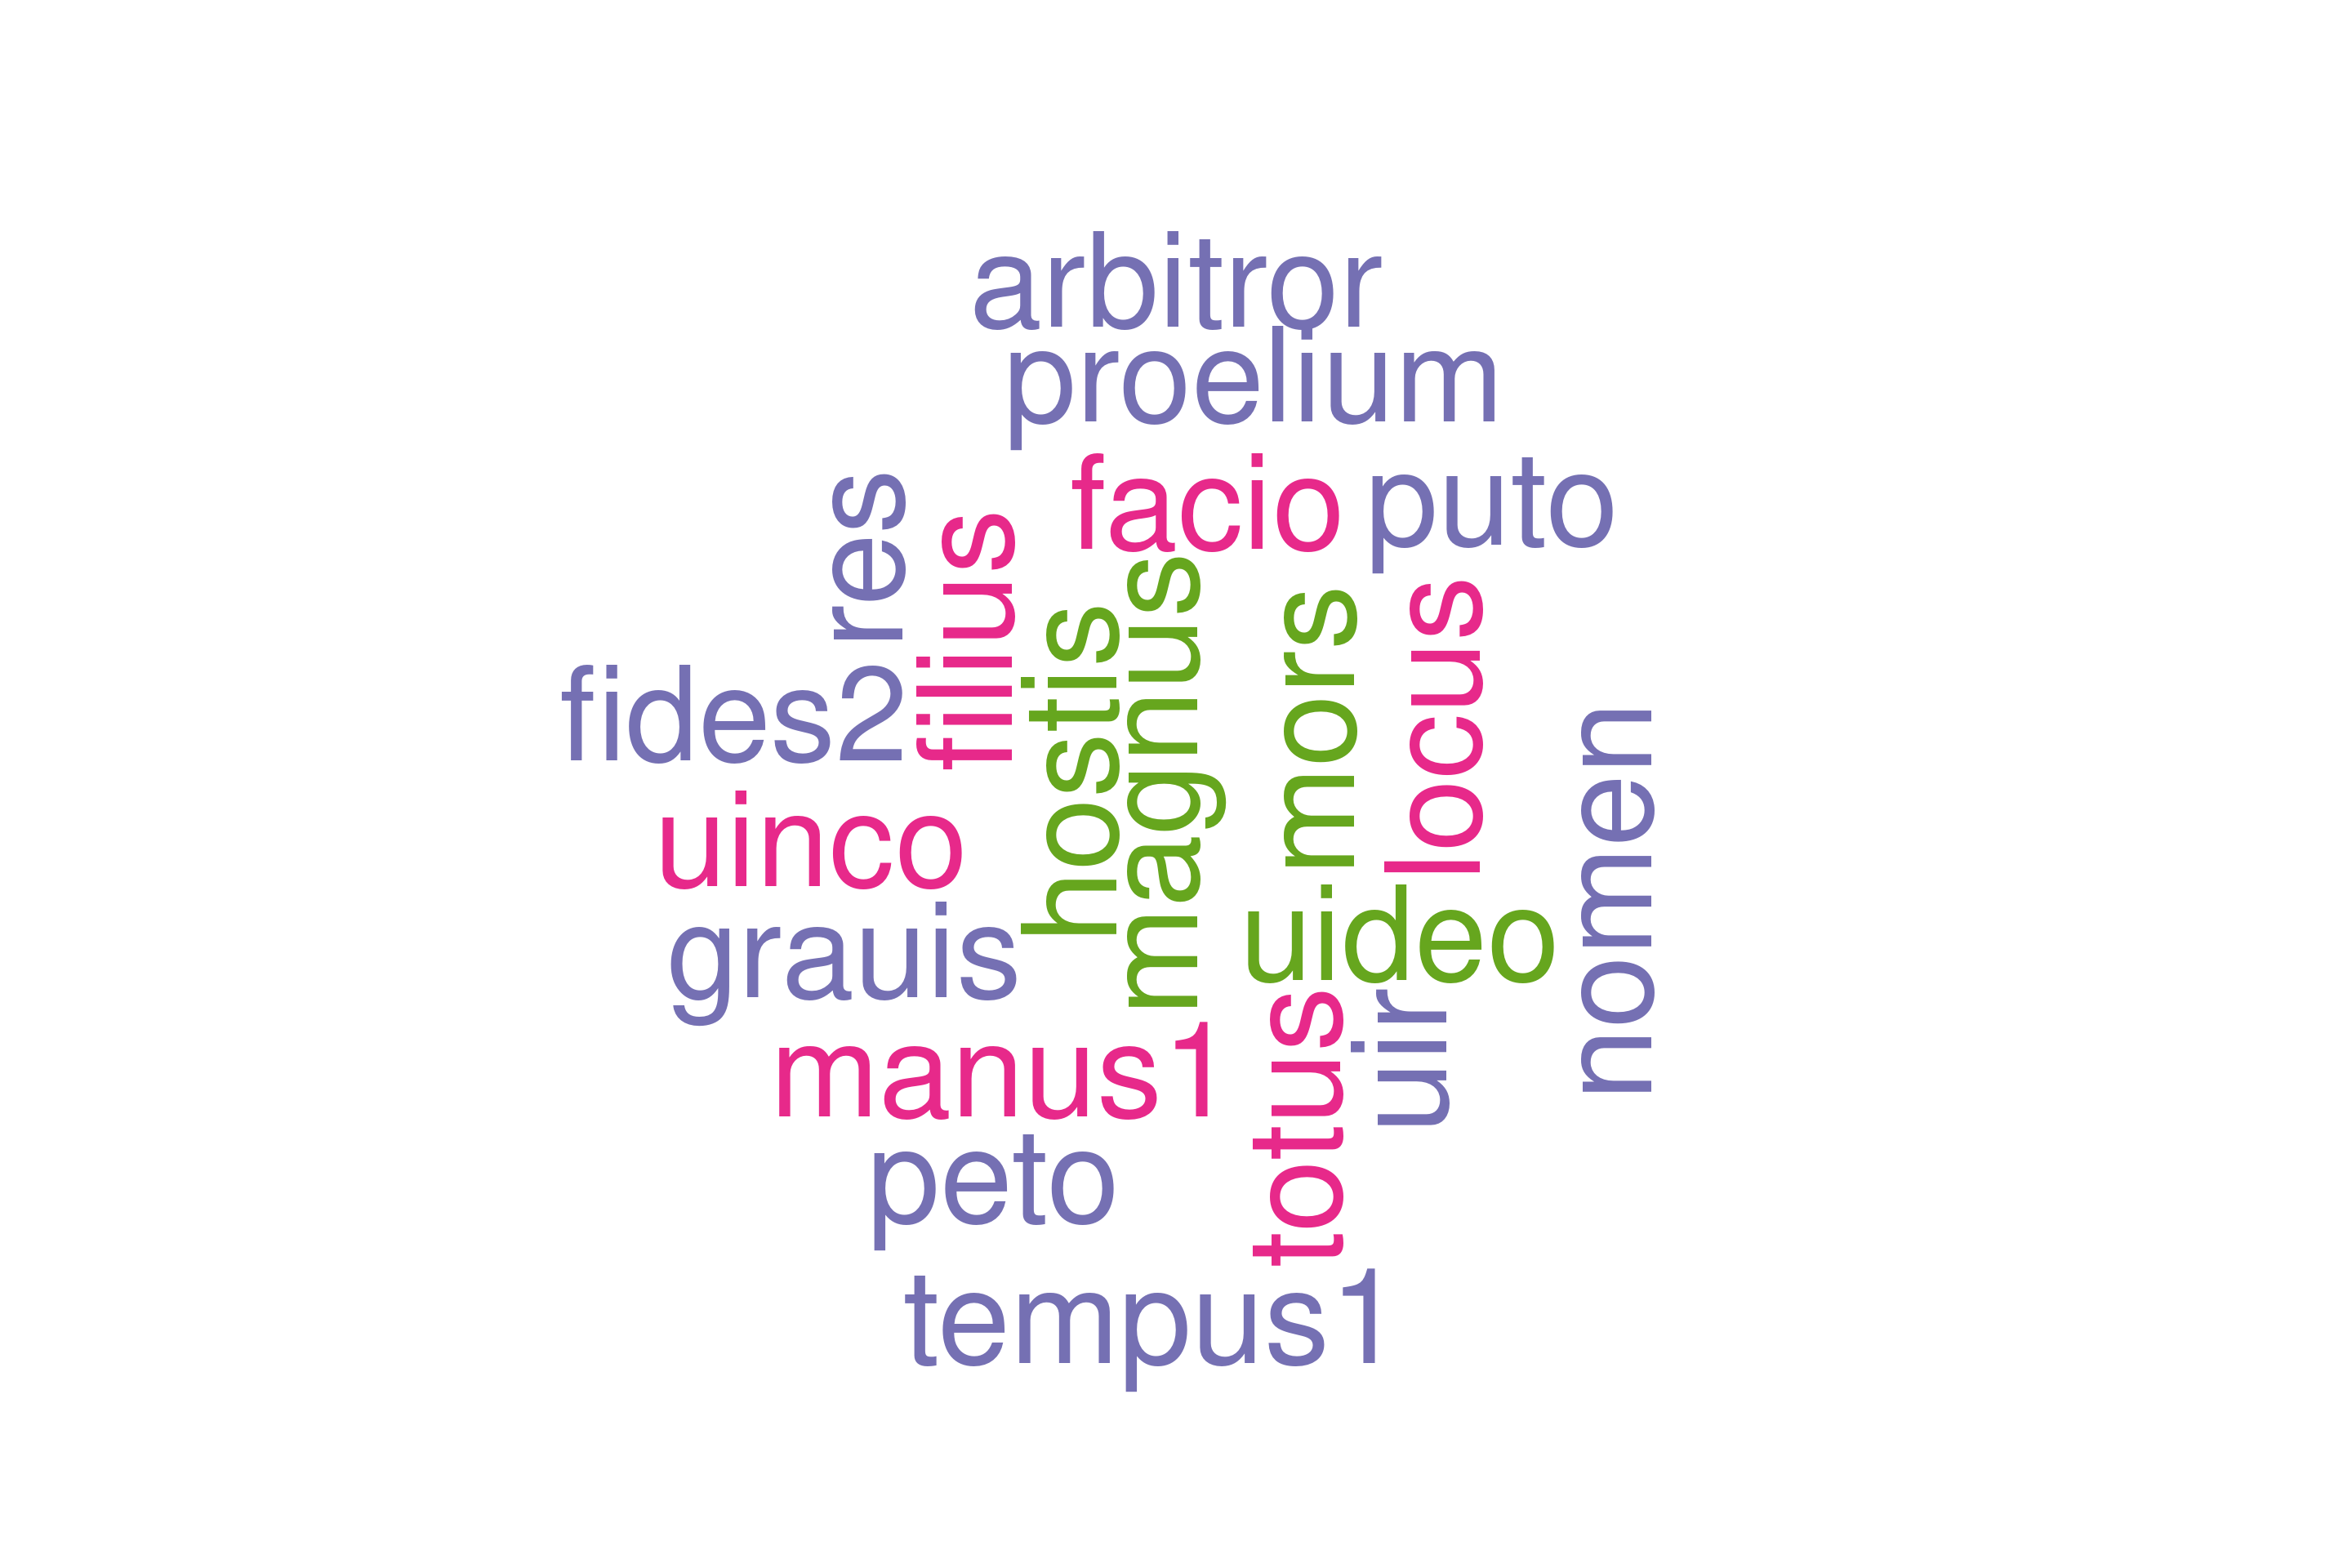 arbitror
proelium
facio
puto
res
filius
hostis
magnus
mors
locus
nomen
fides2
uinco
grauis
uideo
manus1
totus
uir
peto
tempus1